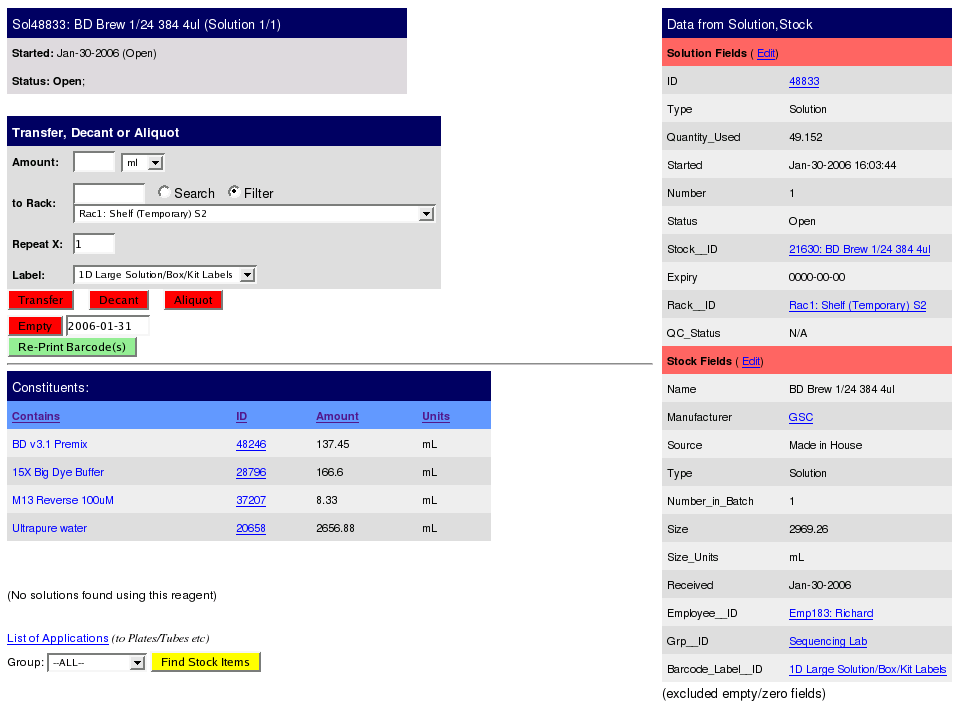 Sol48833: BD Brew 1/24 384 4ul (Solution 1/1)
Started: Jan-30-2006 (Open)
Status: Open;
Transfer, Decant or Aliquot
Amount: ml
to Rack: Search Filter
Rac1: Shelf (Temporary) S2
Repeat X: 1
Label: 1D Large Solution/Box/Kit Labels
Transfer Decant Aliquot
Empty 2006-01-31
Re-Print Barcode(s)
Constituents:
Contains ID Amount Units
BD v3.1 Premix 48246 137.45 mL
15X Big Dye Buffer 28796 166.6 mL
M13 Reverse 100uM 37207 8.33 mL
Ultrapure water 20658 2656.88 mL
(No solutions found using this reagent)
List of Applications (to Plates/Tubes etc)
Group: --ALL-- Find Stock Items
Data from Solution,Stock
Solution Fields ( Edit)
ID 48833
Type Solution
Quantity_Used 49.152
Started Jan-30-2006 16:03:44
Number 1
Status Open
Stock__ID 21630: BD Brew 1/24 384 4ul
Expiry 0000-00-00
Rack__ID Rac1: Shelf (Temporary) S2
QC_Status N/A
Stock Fields ( Edit)
Name BD Brew 1/24 384 4ul
Manufacturer GSC
Source Made in House
Type Solution
Number_in_Batch 1
Size 2969.26
Size_Units mL
Received Jan-30-2006
Employee__ID Emp183: Richard
Grp__ID Sequencing Lab
Barcode_Label__ID 1D Large Solution/Box/Kit Labels
(excluded empty/zero fields)